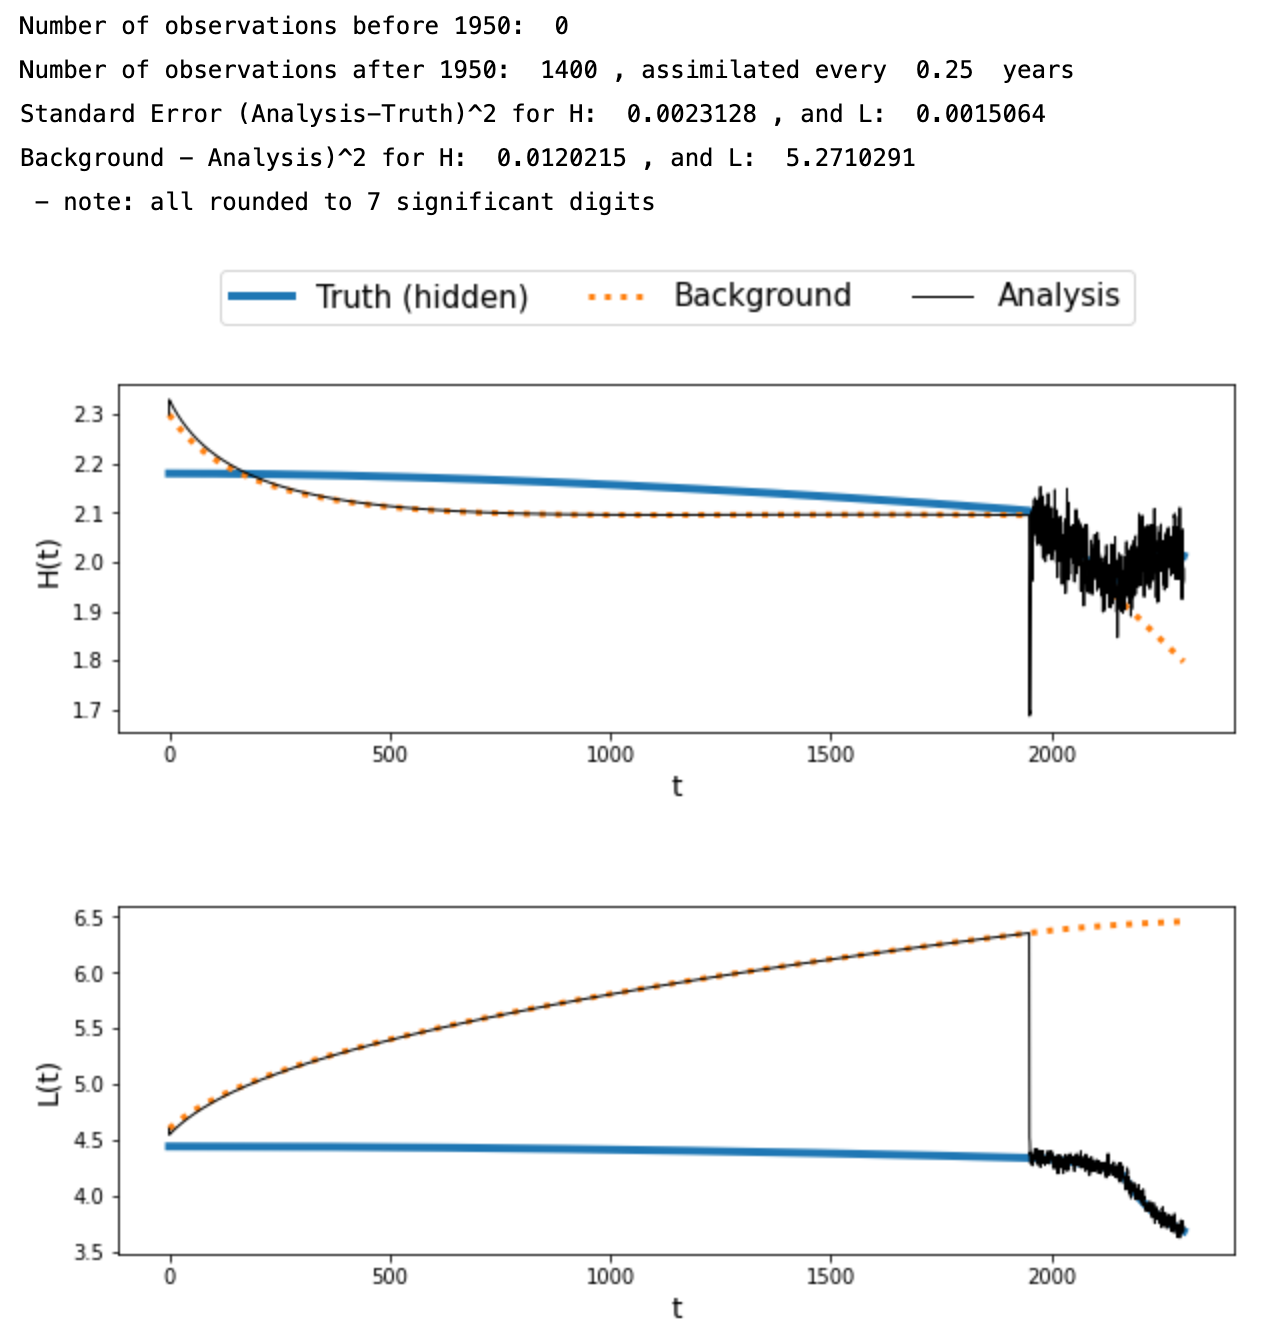 Number of observations before 1950:  0
Number of observations after 1950:  1400 , assimilated every  0.25  years
Standard Error (Analysis-Truth)^2 for H:  0.0023128 , and L:  0.0015064
Background - Analysis)^2 for H:  0.0120215 , and L:  5.2710291
 - note: all rounded to 7 significant digits
Truth (hidden) Background Analysis
2.3
2.2
2.1
2.0
1.9
1.8
1.7
H(t)
0 500 1000 1500 2000
t
6.5
6.0
5.5
5.0
4.5
4.0
3.5
L(t)
0 500 1000 1500 2000
t